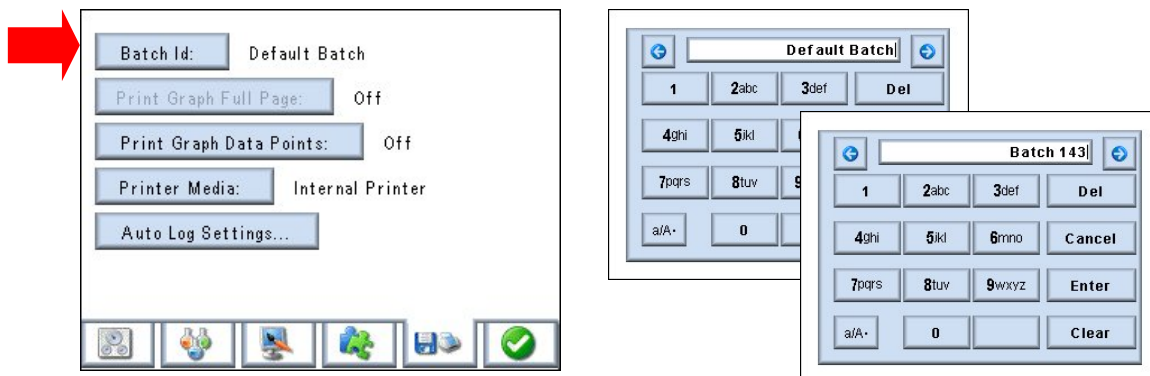 Batch Id: Default Batch
Print Graph Full Page: Off
Print Graph Data Points: Off
Printer Media: Internal Printer
Auto Log Settings...
Default Batch
1 2abc 3def Del
4ghi 5jkl
7pqrs 8tuv 9
a/A· 0
Batch 143
1 2abc 3def Del
4ghi 5jkl 6mno Cancel
7pqrs 8tuv 9wxyz Enter
a/A· 0 Clear